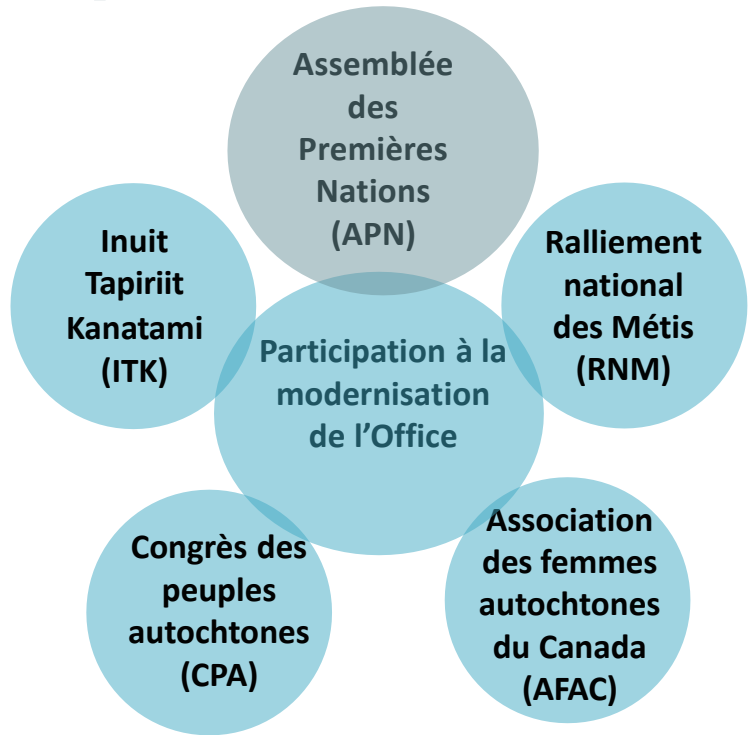 Assemblée
des
Premières
Nations
(APN)
Inuit
Tapiriit
Kanatami
(ITK)
Ralliement
national
des Métis
(RNM)
Participation à la
modernisation
de l’Office
Congrès des
peuples
autochtones
(CPA)
Association
des femmes
autochtones
du Canada
(AFAC)